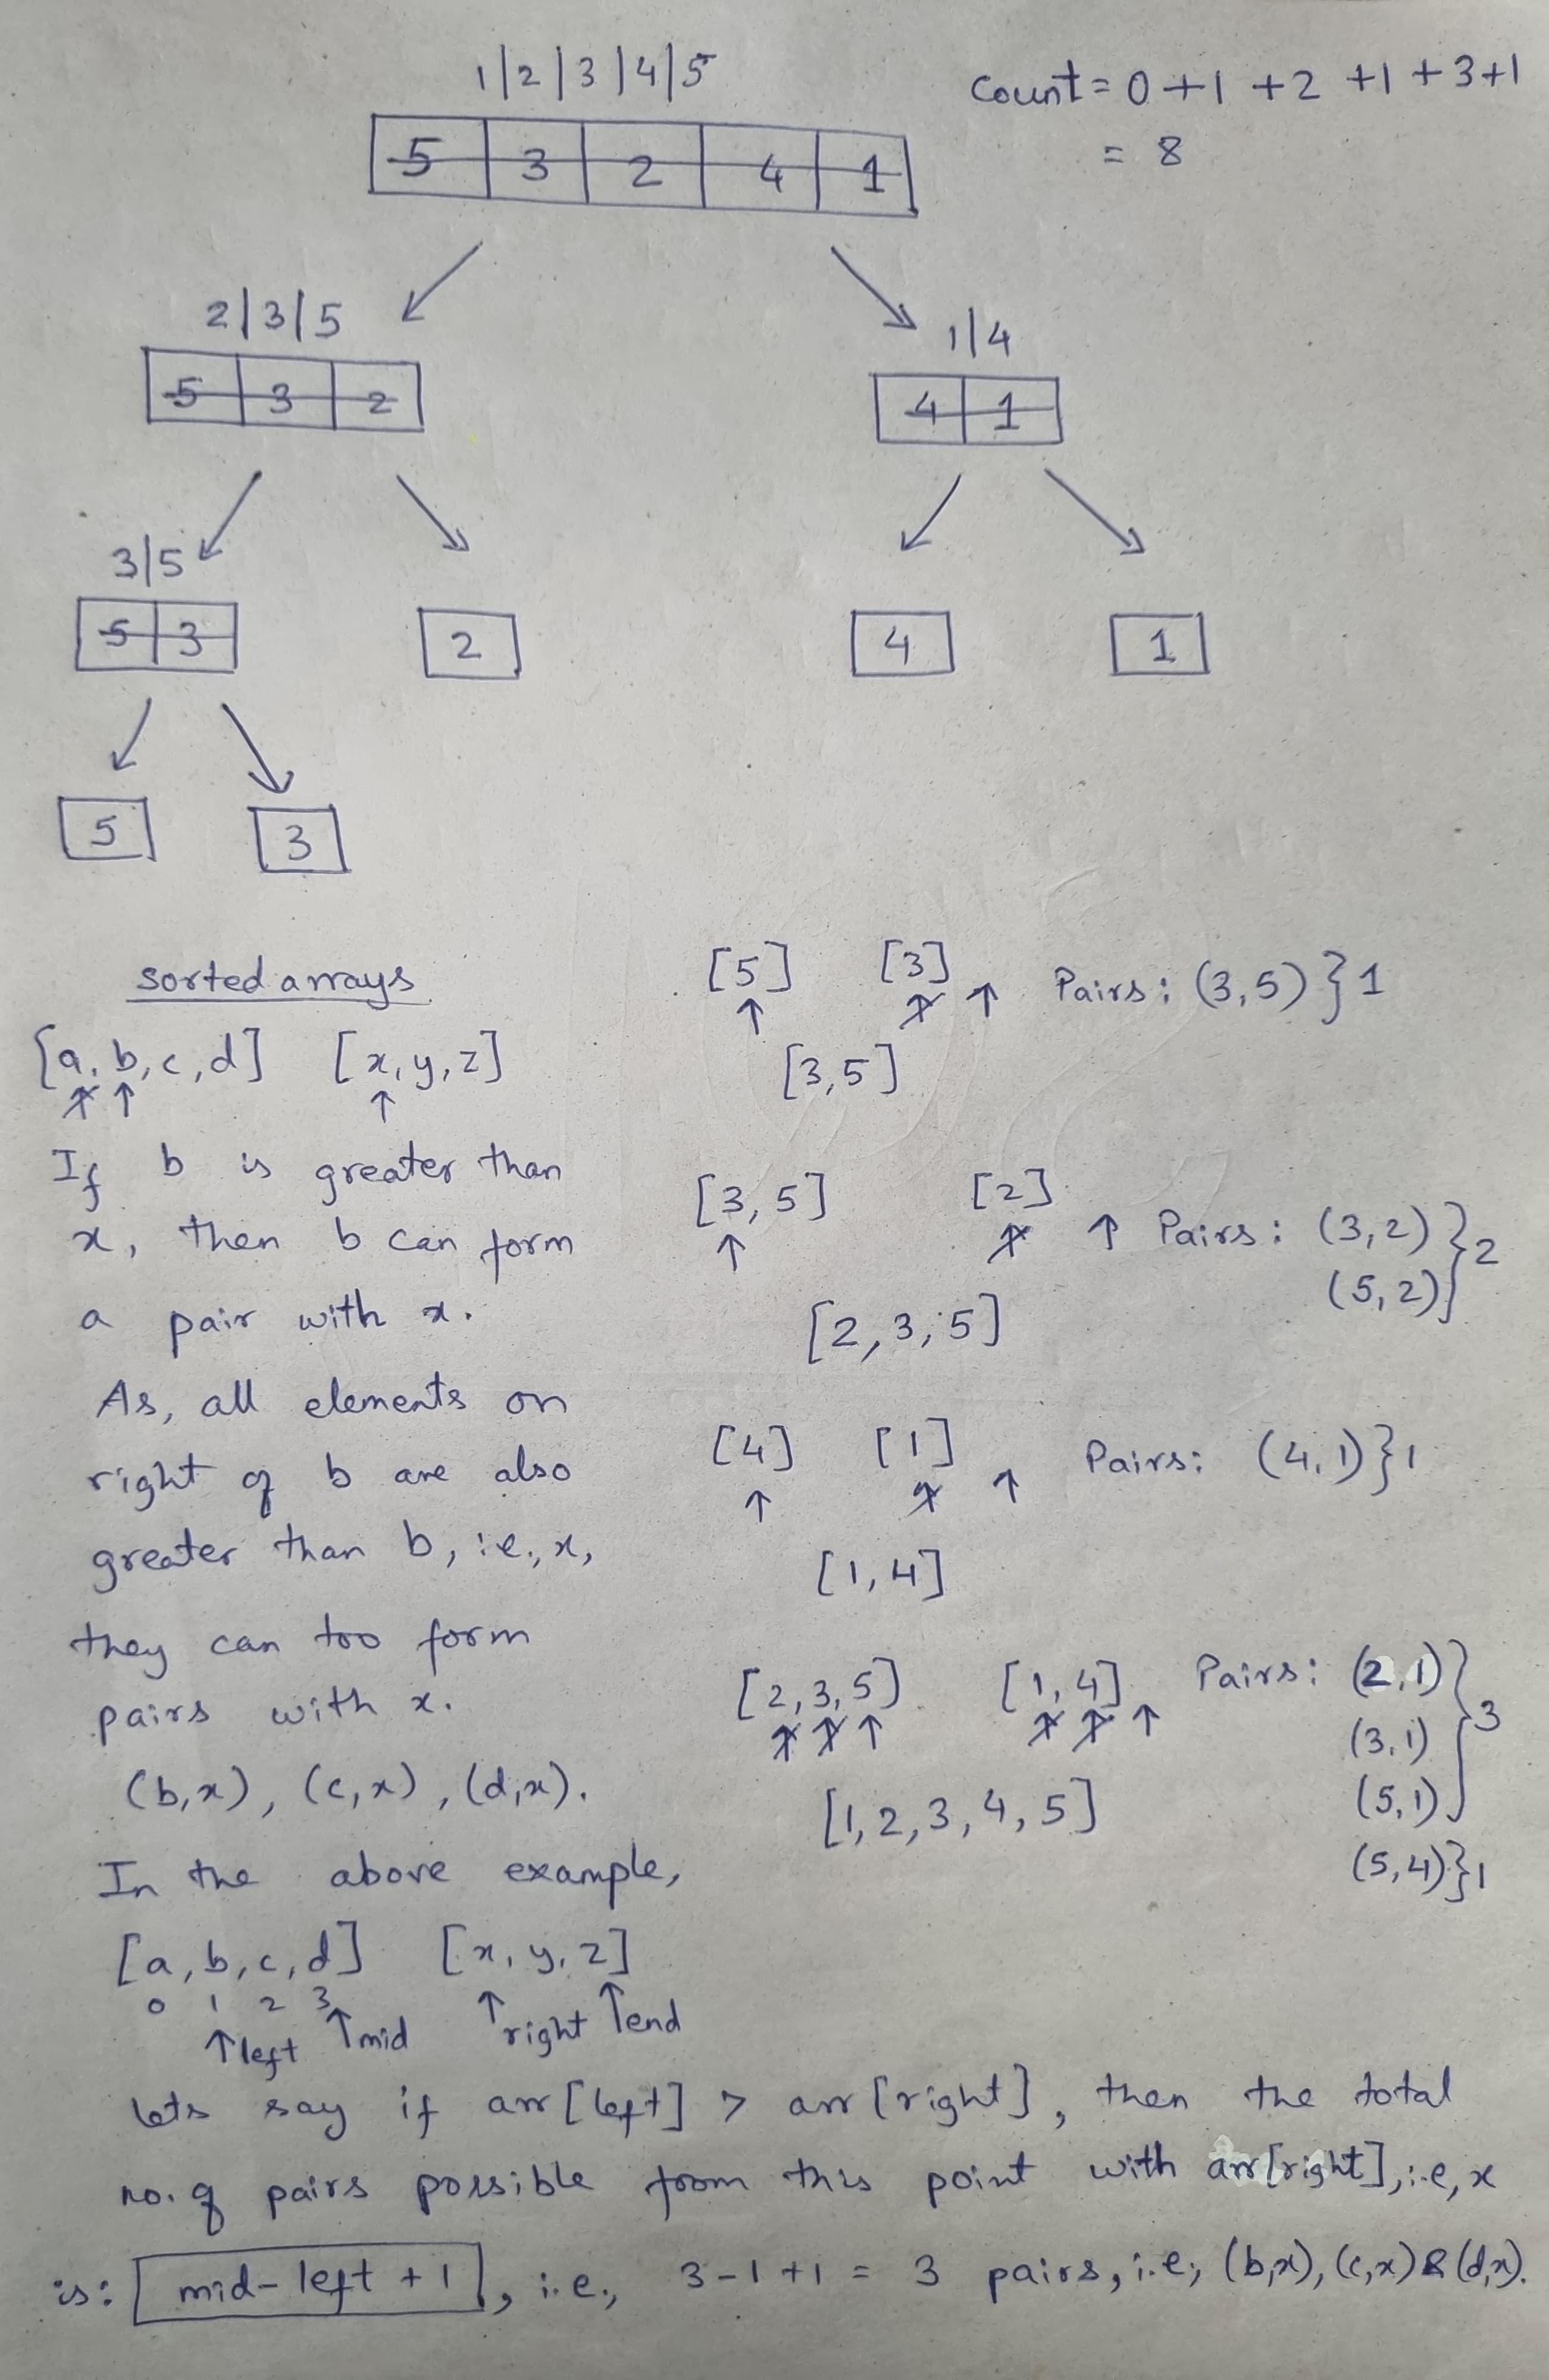 1|2|3|4|5
Count = 0+1+2+1+3+1
= 8
5 3 2 4 1
2|3|5
1|4
5 3 2
4 1
3|5
5 3
2
4
1
5
3
sorted arrays
[a, b, c, d] [x, y, z]
If b is greater than
x, then b can form
a pair with x.
As, all elements on
right of b are also
greater than b, i.e., x,
they can too form
pairs with x.
(b,x), (c,x), (d,x).
In the above example,
[a, b, c, d] [x, y, z]
0 1 2 3
↑left ↑mid ↑right ↑end
[5] [3] Pairs: (3,5) } 1
[3,5]
[3, 5] [2] Pairs: (3,2) } 2
(5,2)
[2, 3, 5]
[4] [1] Pairs: (4,1) } 1
[1, 4]
[2, 3, 5] [1, 4] Pairs: (2,1) } 3
(3,1)
(5,1)
[1, 2, 3, 4, 5]
(5,4) } 1
lets say if arr[left] > arr[right], then the total
no. of pairs possible from this point with arr[right], i.e, x
is: mid - left + 1, i.e., 3-1+1 = 3 pairs, i.e; (b,x), (c,x) & (d,x).